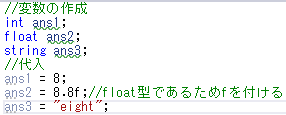 //変数の作成
int ans1;
float ans2;
string ans3;
//代入
ans1 = 8;
ans2 = 8.8f;//float型であるためfを付ける
ans3 = "eight";